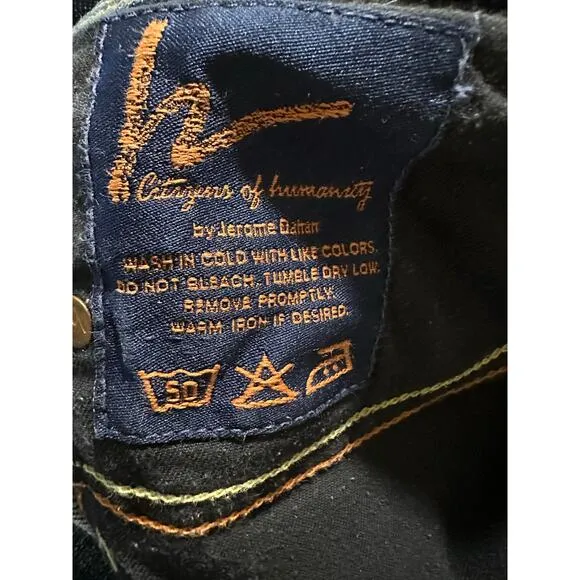 h
Citizens of humanity
by Jerome Dahan
WASH IN COLD WITH LIKE COLORS.
DO NOT BLEACH. TUMBLE DRY LOW.
REMOVE PROMPTLY.
WARM IRON IF DESIRED.
50